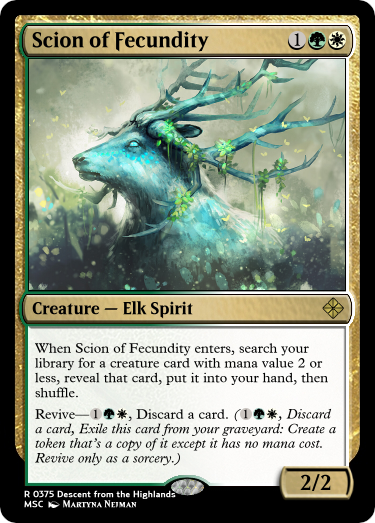 Scion of Fecundity 1
Creature — Elk Spirit
When Scion of Fecundity enters, search your
library for a creature card with mana value 2 or
less, reveal that card, put it into your hand, then
shuffle.
Revive—1, Discard a card. (1, Discard
a card, Exile this card from your graveyard: Create a
token that's a copy of it except it has no mana cost.
Revive only as a sorcery.)
2/2
R 0375 Descent from the Highlands
MSC Martyna Nejman